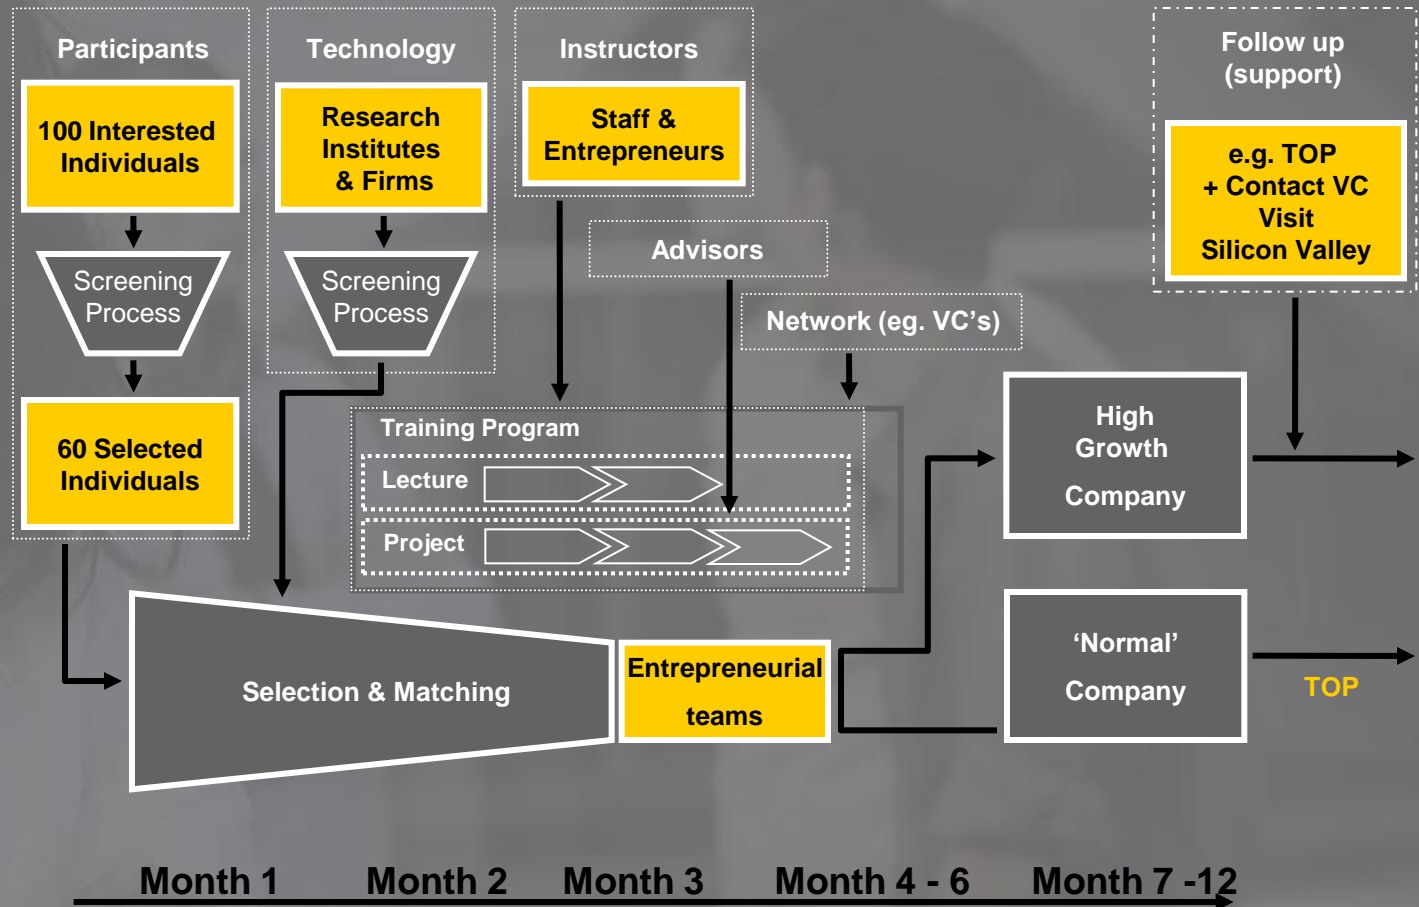 Participants
100 Interested
Individuals
Screening
Process
60 Selected
Individuals
Technology
Research
Institutes
& Firms
Screening
Process
Instructors
Staff &
Entrepreneurs
Advisors
Network (eg. VC's)
Follow up
(support)
e.g. TOP
+ Contact VC
Visit
Silicon Valley
Training Program
Lecture
Project
High
Growth
Company
Selection & Matching
Entrepreneurial
teams
‘Normal’
Company
TOP
Month 1
Month 2
Month 3
Month 4 - 6
Month 7 -12